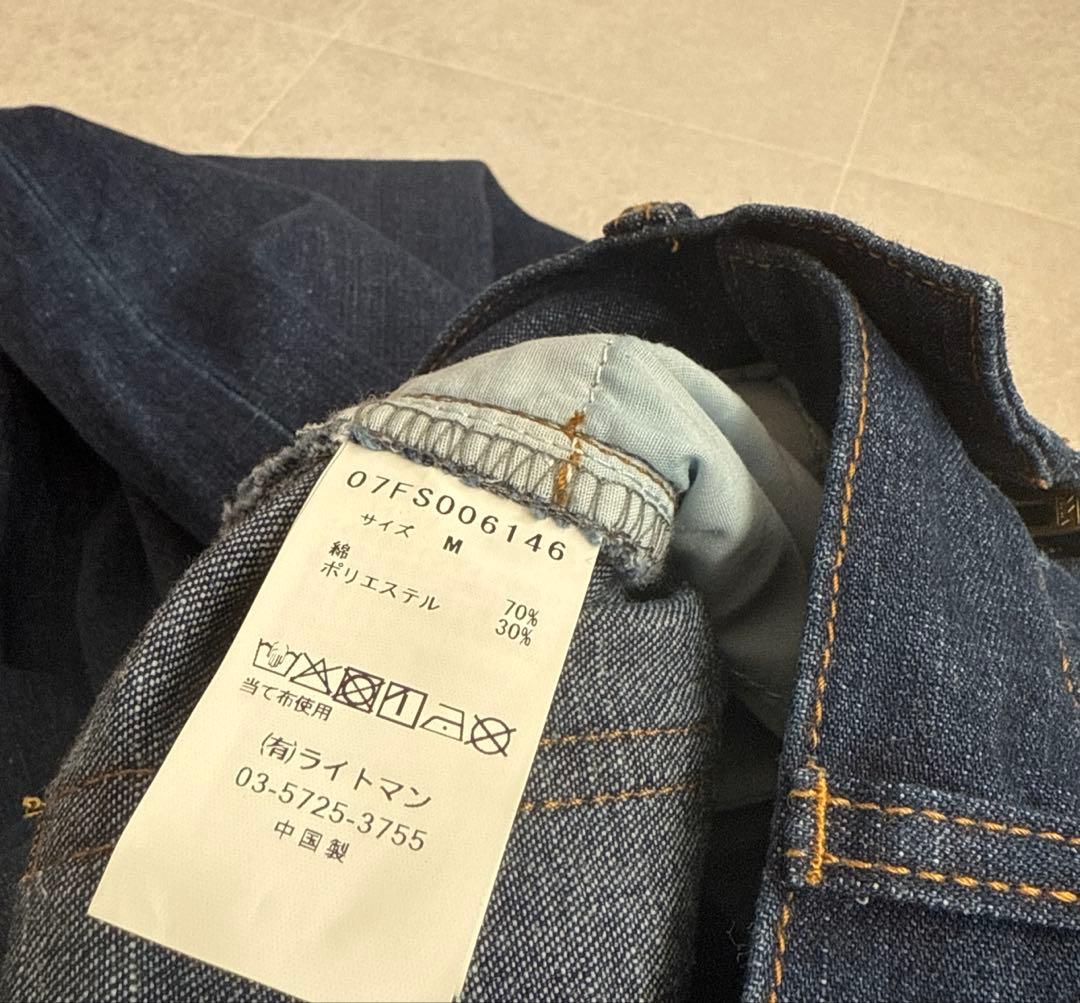 07FS006146
サイズ M
綿 70%
ポリエステル 30%
当て布使用
(有)ライトマン
03-5725-3755
中国製